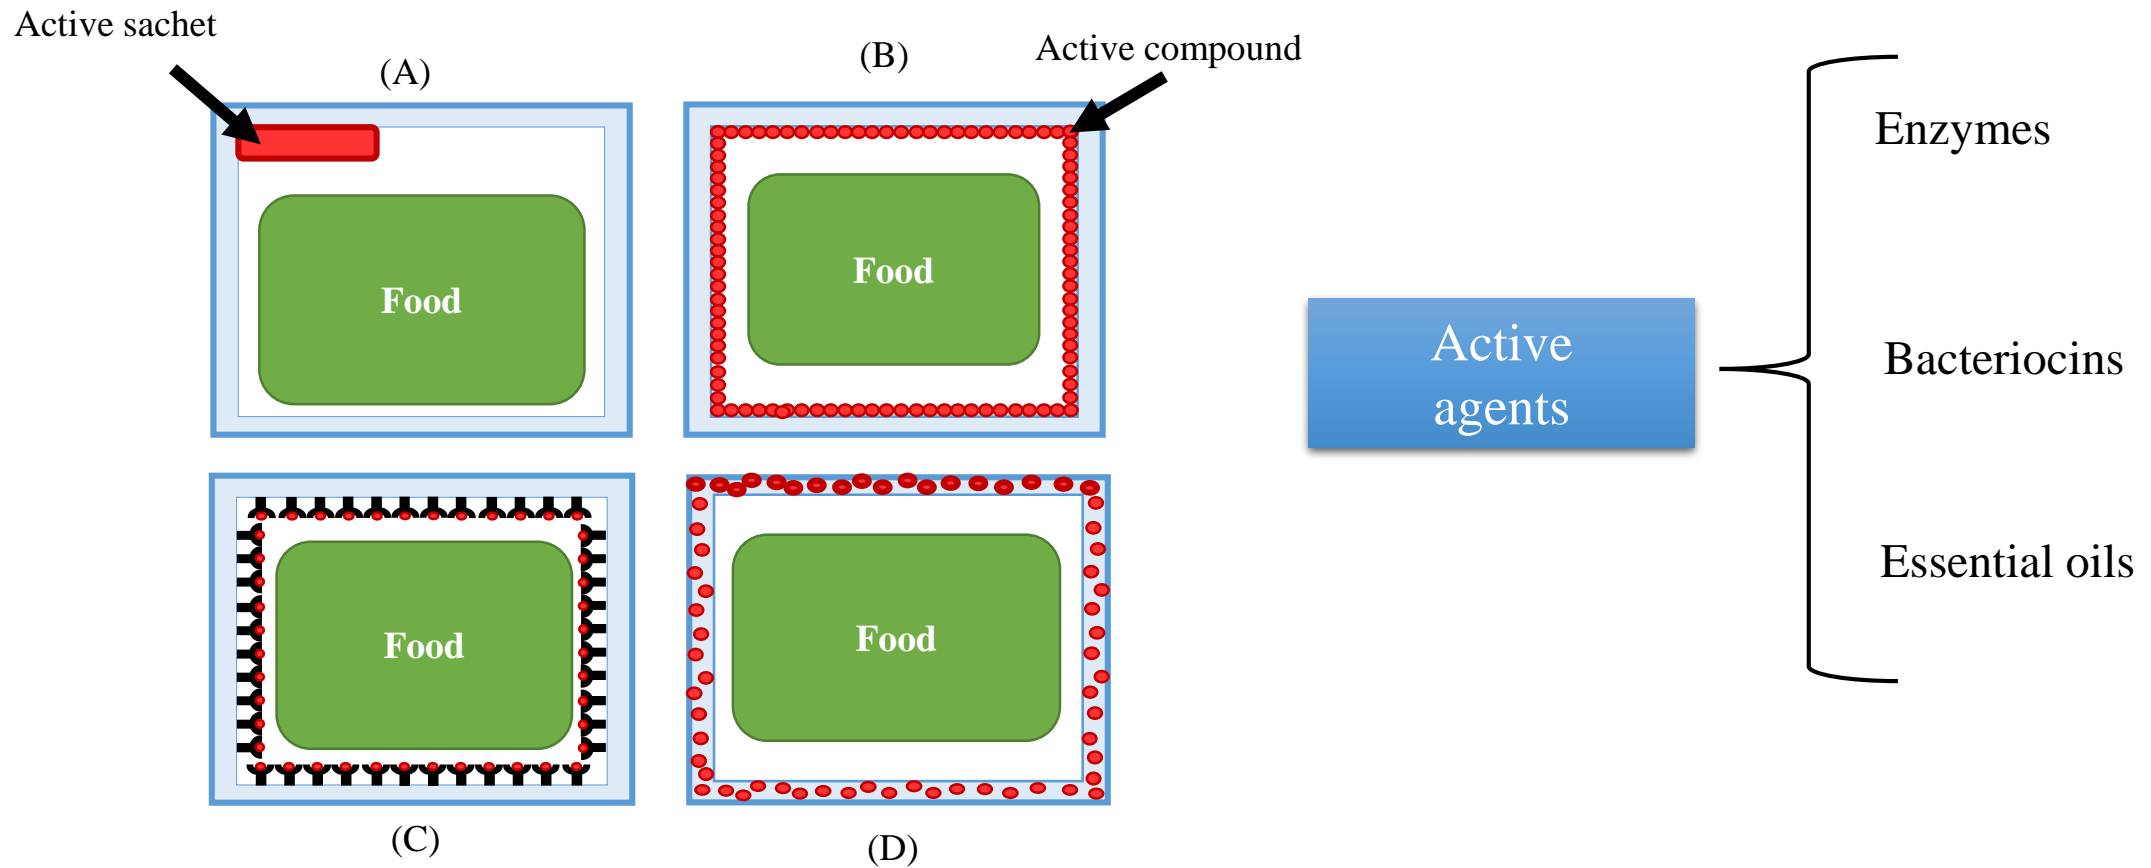 Active sachet
(A)
(B)
Active compound
Food
Food
Food
Food
(C)
(D)
Active
agents
Enzymes
Bacteriocins
Essential oils